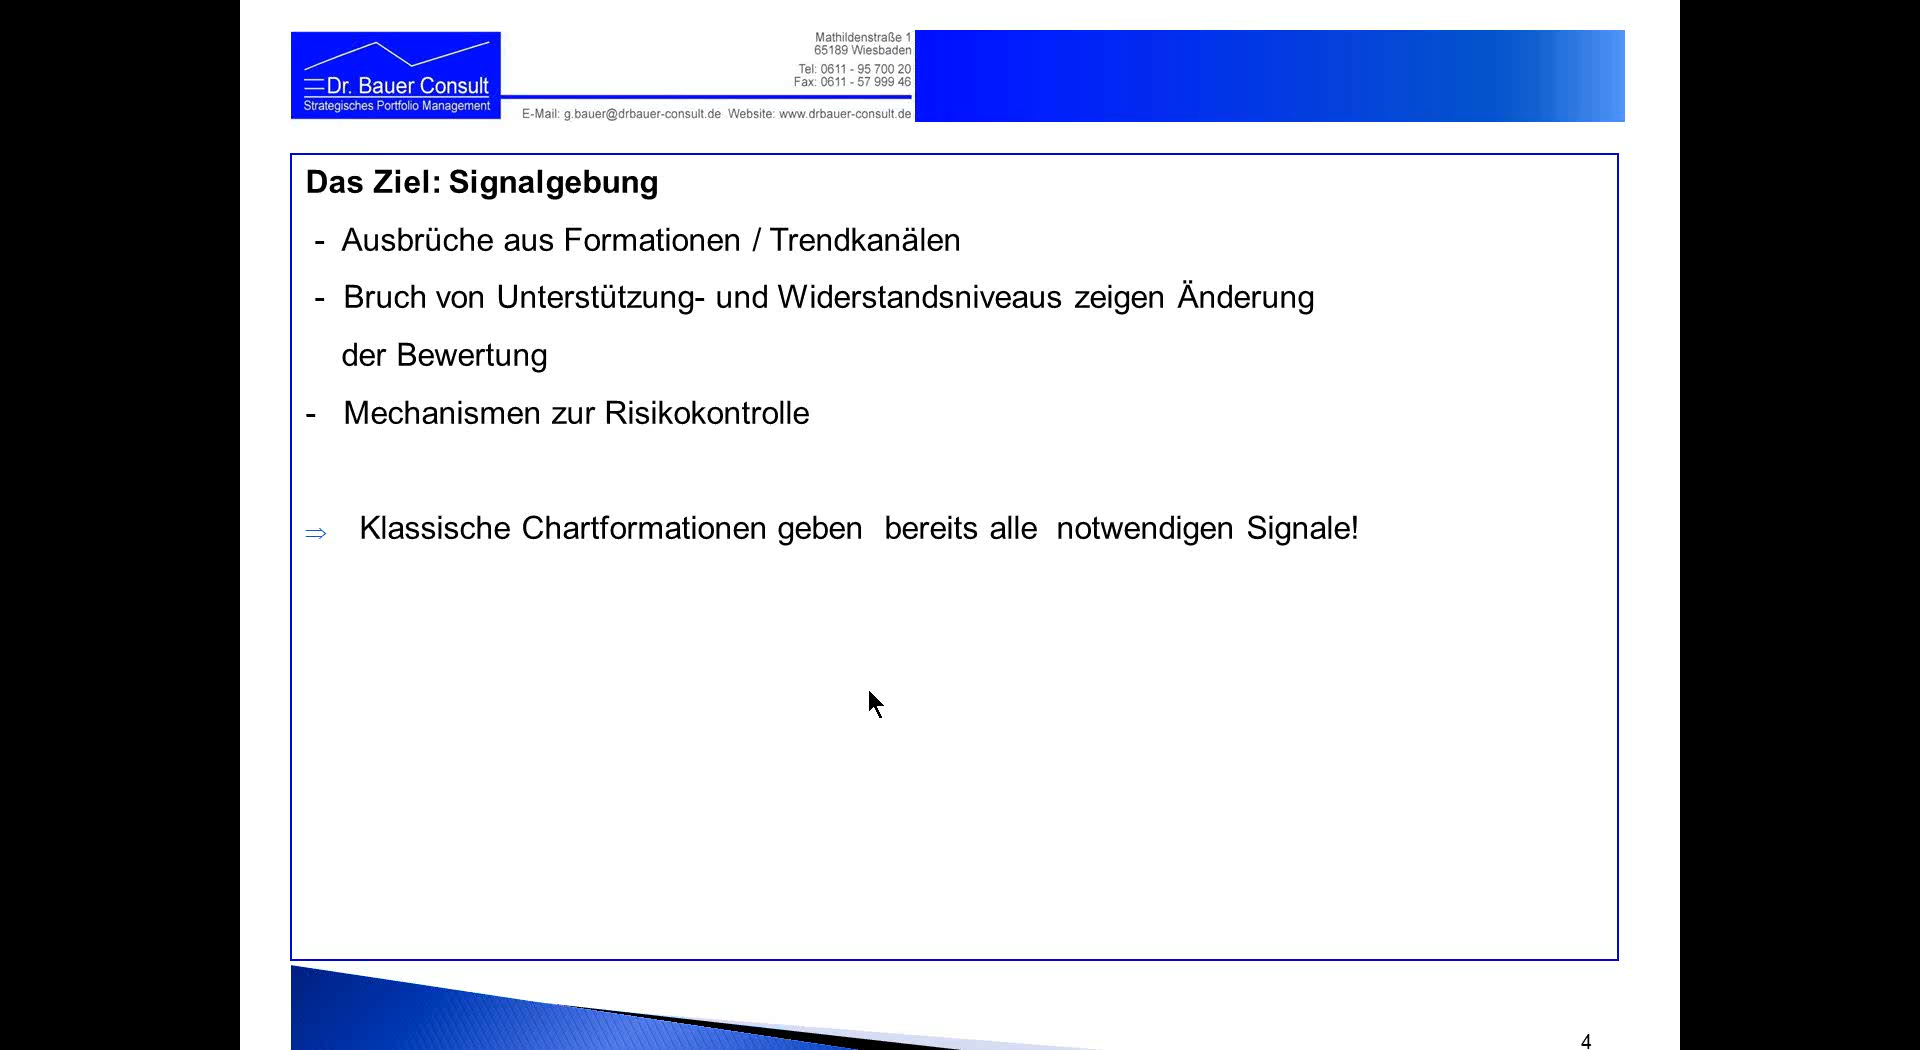 Dr. Bauer Consult
Strategisches Portfolio Management
Mathildenstraße 1
65189 Wiesbaden
Tel: 0611 - 95 700 20
Fax: 0611 - 57 999 46
E-Mail: g.bauer@drbauer-consult.de  Website: www.drbauer-consult.de
Das Ziel: Signalgebung
- Ausbrüche aus Formationen / Trendkanälen
- Bruch von Unterstützung- und Widerstandsniveaus zeigen Änderung
der Bewertung
- Mechanismen zur Risikokontrolle
⇒ Klassische Chartformationen geben bereits alle notwendigen Signale!
4